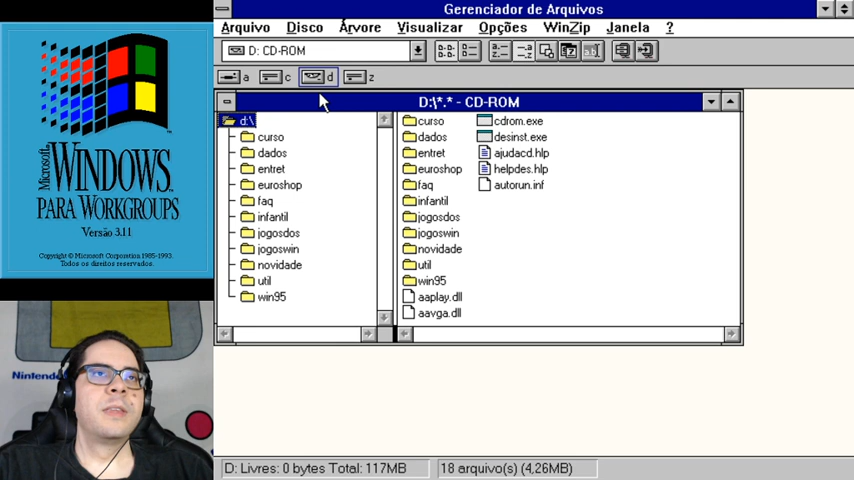 Microsoft®
WINDOWS
PARA WORKGROUPS
Versão 3.11
Copyright © Microsoft Corporation 1985-1993.
Todos os direitos reservados.
Nintendo
Gerenciador de Arquivos
Arquivo Disco Árvore Visualizar Opções WinZip Janela ?
D: CD-ROM
a c d z
D:\*.* - CD-ROM
d:\
curso
dados
entret
euroshop
faq
infantil
jogosdos
jogoswin
novidade
util
win95
curso
dados
entret
euroshop
faq
infantil
jogosdos
jogoswin
novidade
util
win95
aaplay.dll
aavga.dll
cdrom.exe
desinst.exe
ajudacd.hlp
helpdes.hlp
autorun.inf
D: Livres: 0 bytes Total: 117MB
18 arquivo(s) (4,26MB)